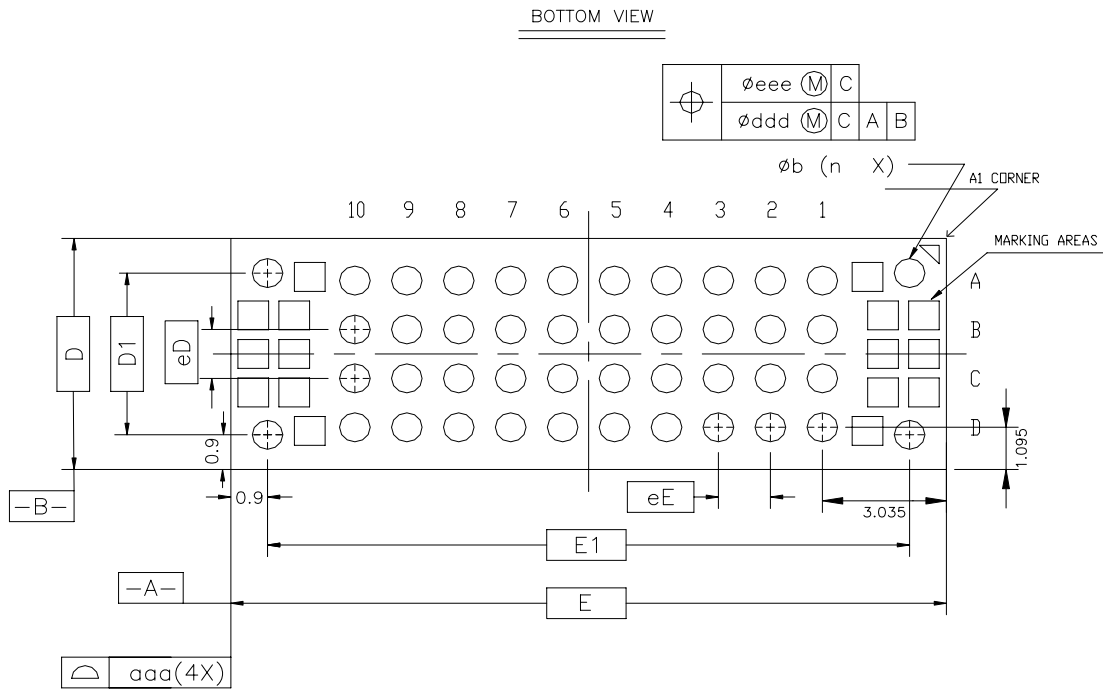 BOTTOM VIEW
Øeee Ⓜ C
Øddd Ⓜ C A B
Øb (n X)
A1 CORNER
10 9 8 7 6 5 4 3 2 1
MARKING AREAS
A
B
C
D
D
D1
eD
0.9
1.095
-B-
0.9
eE
3.035
E1
-A-
E
aaa(4X)